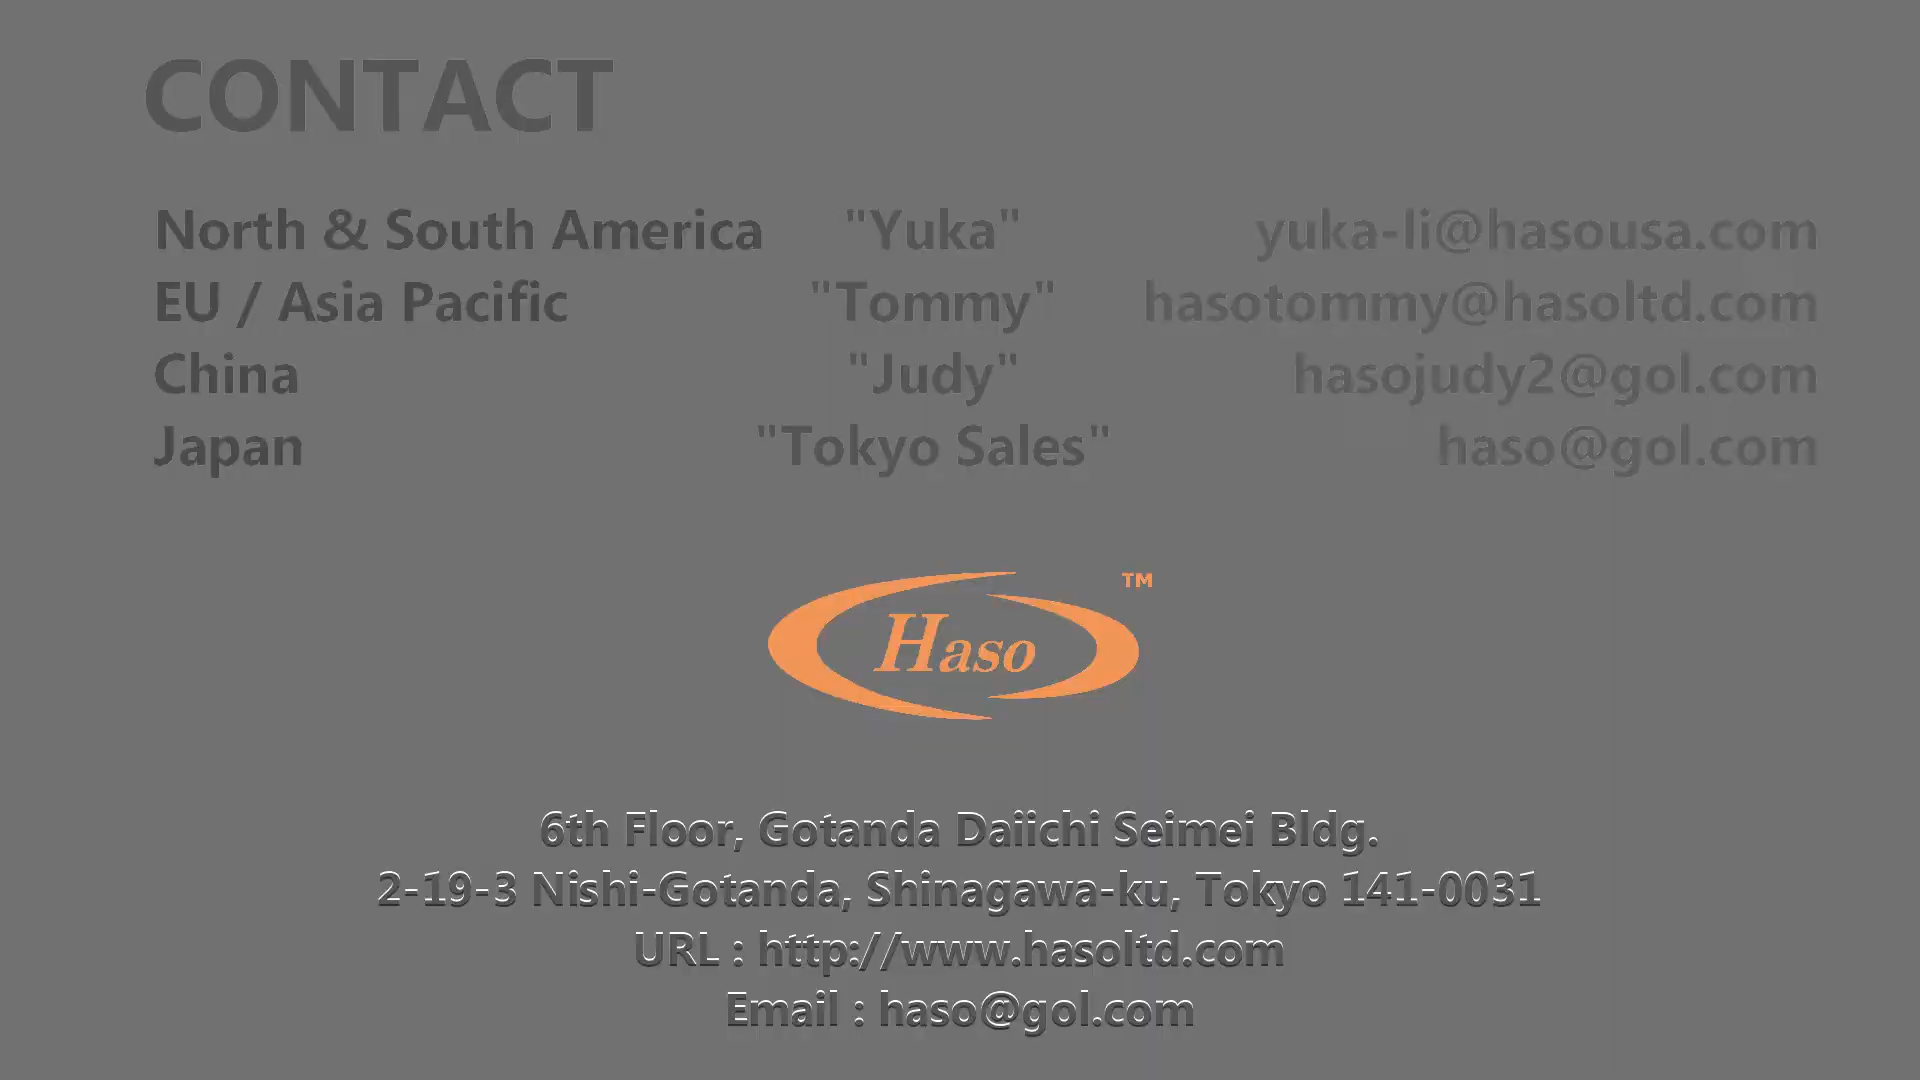 CONTACT
North & South America "Yuka" yuka-li@hasousa.com
EU / Asia Pacific "Tommy" hasotommy@hasoltd.com
China "Judy" hasojudy2@gol.com
Japan "Tokyo Sales" haso@gol.com
Haso TM
6th Floor, Gotanda Daiichi Seimei Bldg.
2-19-3 Nishi-Gotanda, Shinagawa-ku, Tokyo 141-0031
URL : http://www.hasoltd.com
Email : haso@gol.com